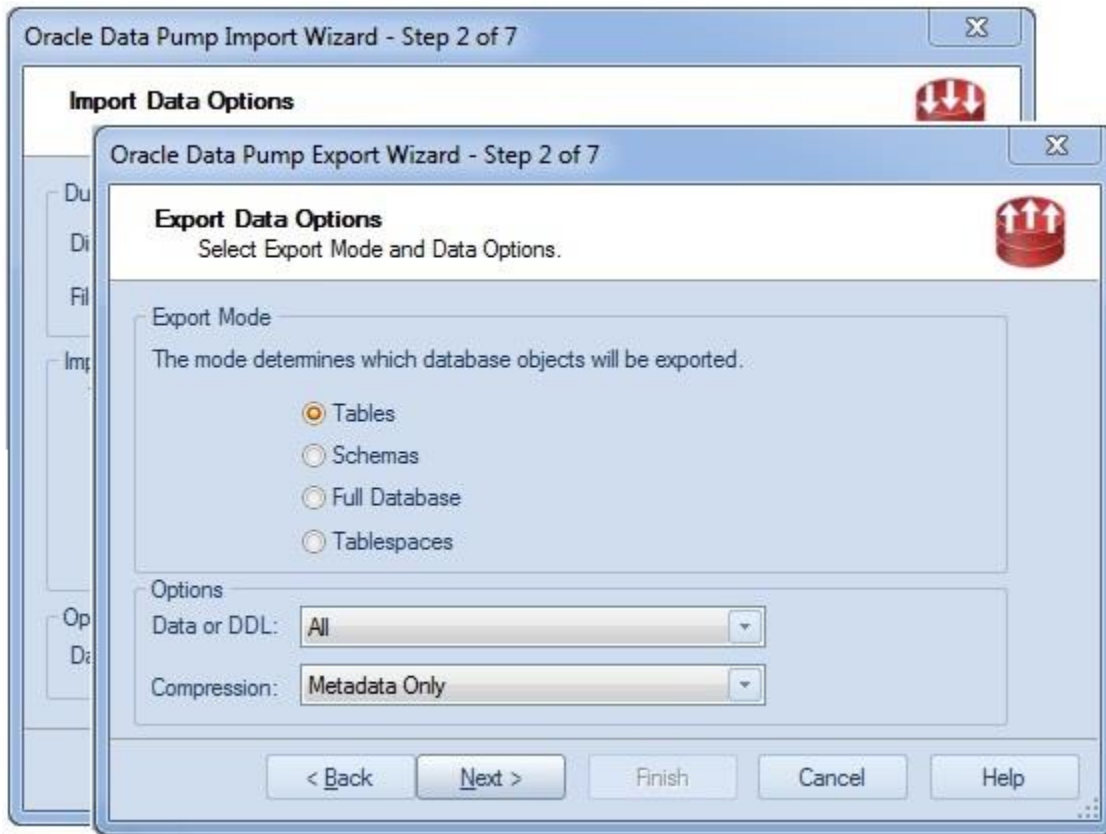 Oracle Data Pump Import Wizard - Step 2 of 7
Import Data Options
Oracle Data Pump Export Wizard - Step 2 of 7
Export Data Options
Select Export Mode and Data Options.
Export Mode
The mode determines which database objects will be exported.
Tables
Schemas
Full Database
Tablespaces
Options
Data or DDL: All
Compression: Metadata Only
< Back Next > Finish Cancel Help